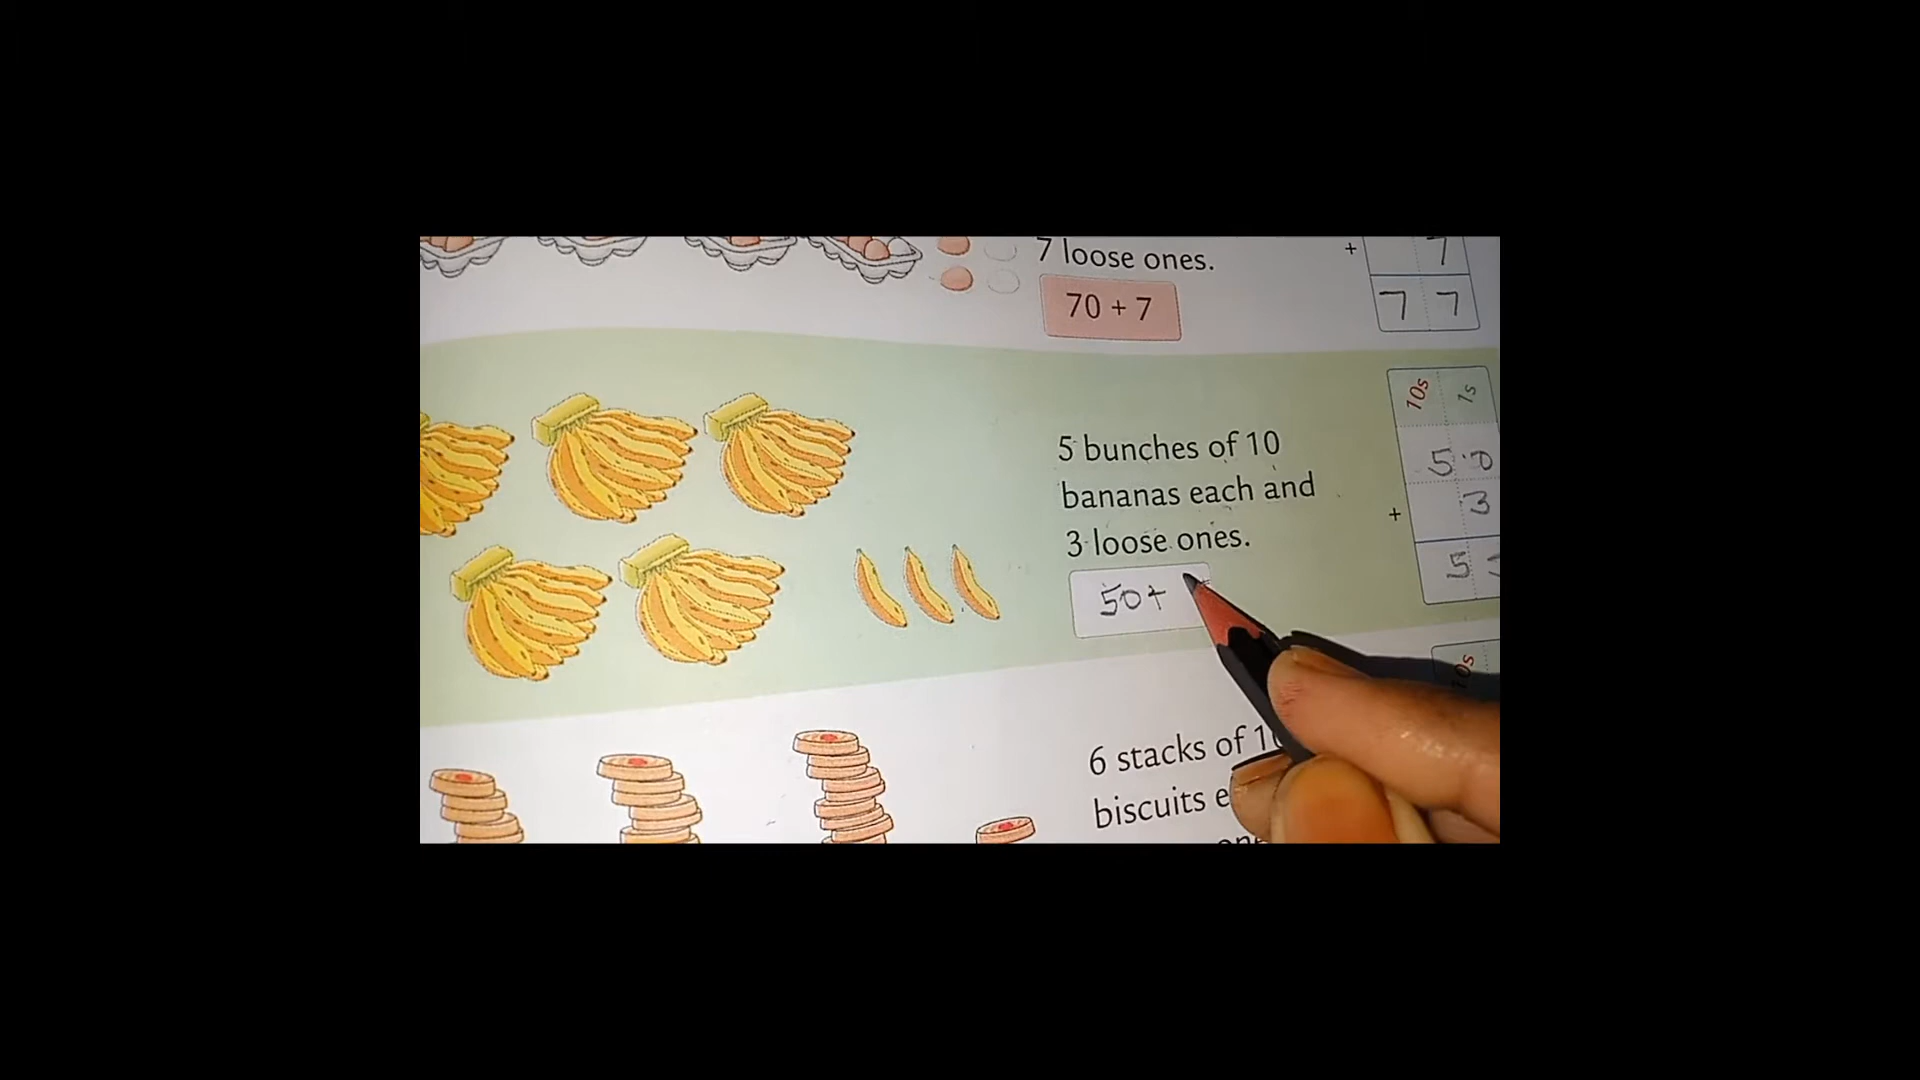 7 loose ones.
70 + 7
+ 7
7 7
5 bunches of 10
bananas each and
3 loose ones.
50+
10s 1s
5 0
+ 3
5
6 stacks of
biscuits
10s